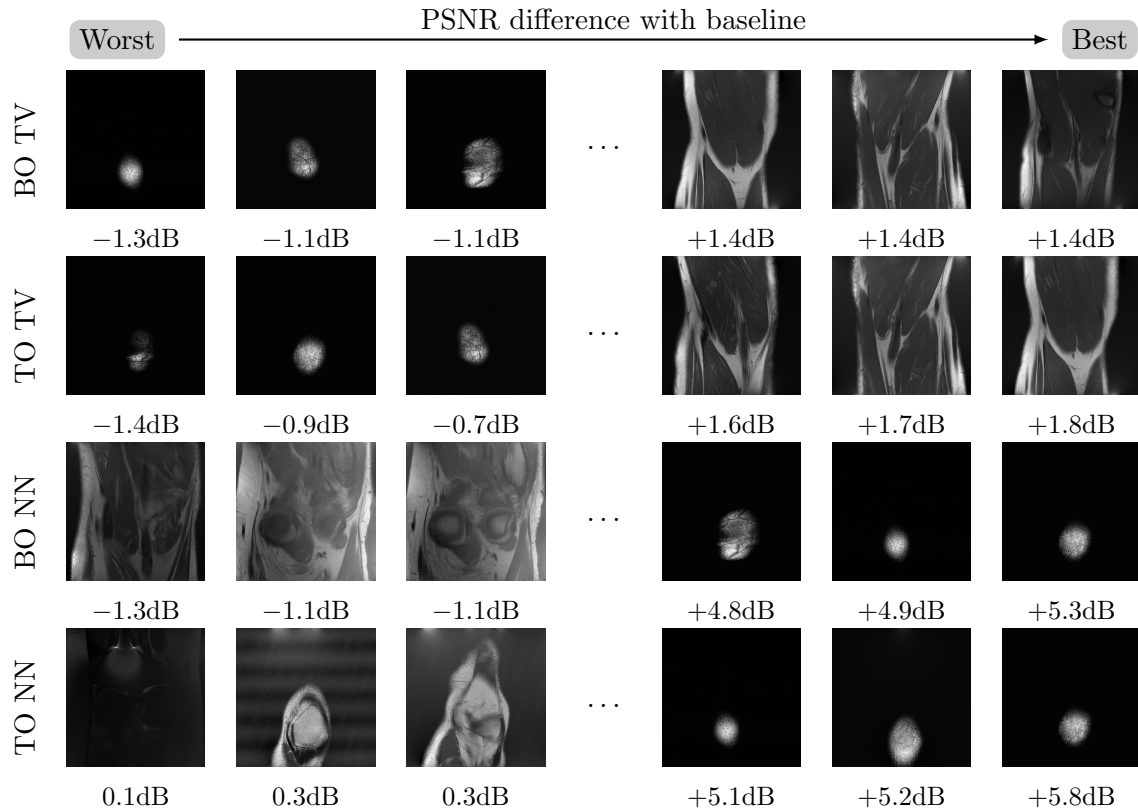 PSNR difference with baseline
Worst
Best
BO TV
−1.3dB −1.1dB −1.1dB ... +1.4dB +1.4dB +1.4dB
TO TV
−1.4dB −0.9dB −0.7dB ... +1.6dB +1.7dB +1.8dB
BO NN
−1.3dB −1.1dB −1.1dB ... +4.8dB +4.9dB +5.3dB
TO NN
0.1dB 0.3dB 0.3dB ... +5.1dB +5.2dB +5.8dB